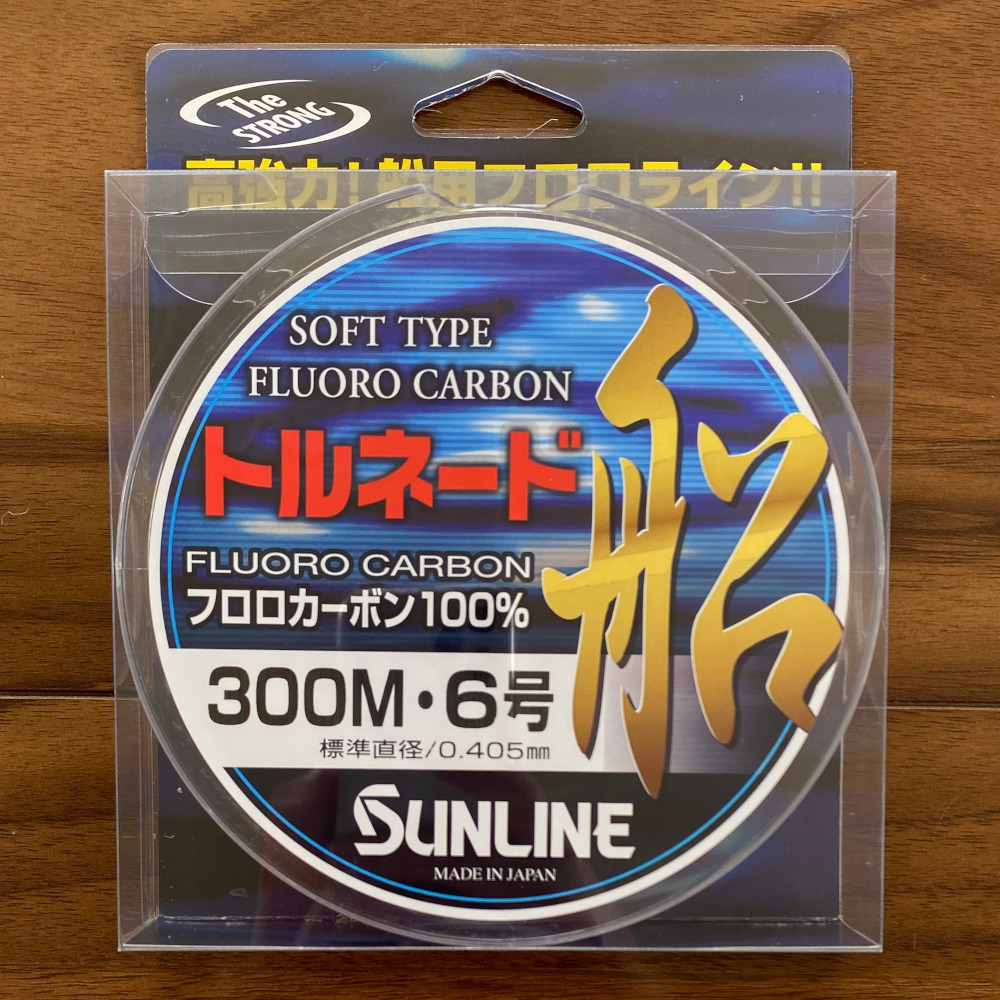 The
STRONG
高強力!船用フロロライン!!
SOFT TYPE
FLUORO CARBON
トルネード
船
FLUORO CARBON
フロロカーボン100%
300M・6号
標準直径/0.405mm
SUNLINE
MADE IN JAPAN